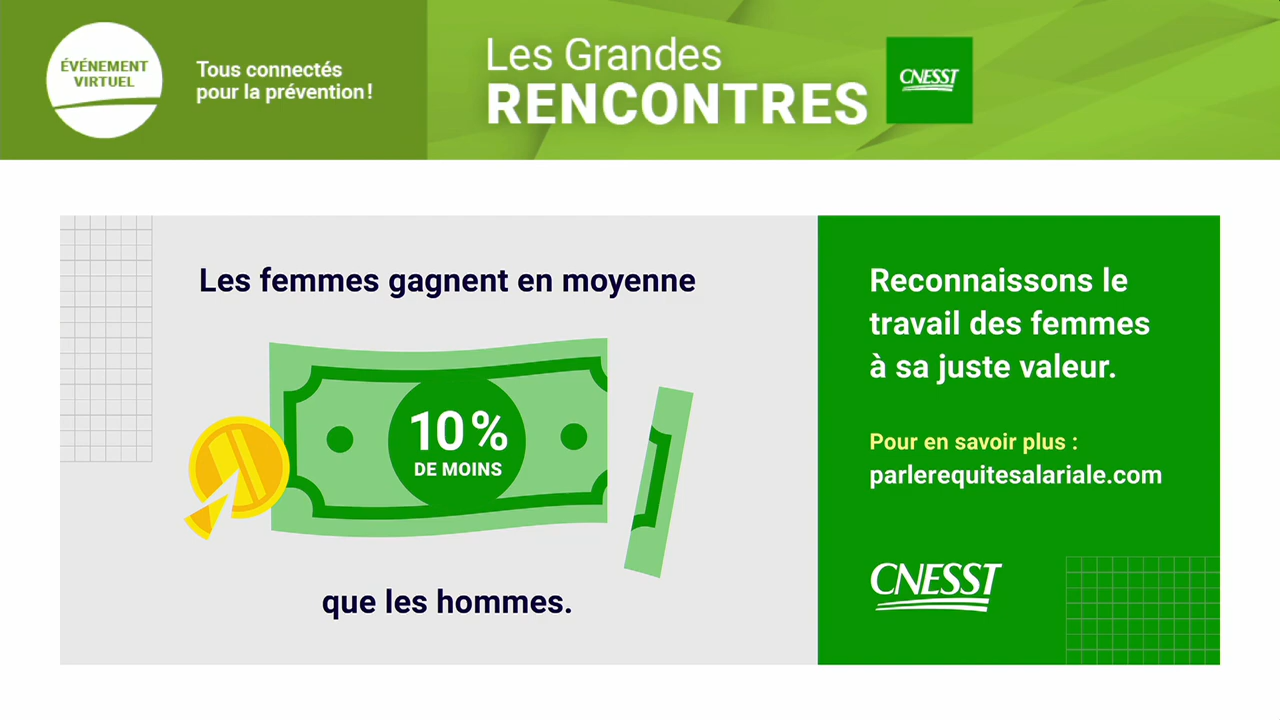 ÉVÉNEMENT
VIRTUEL
Tous connectés
pour la prévention !
Les Grandes
RENCONTRES
CNESST
Les femmes gagnent en moyenne
10 %
DE MOINS
que les hommes.
Reconnaissons le
travail des femmes
à sa juste valeur.
Pour en savoir plus :
parlerequitesalariale.com
CNESST